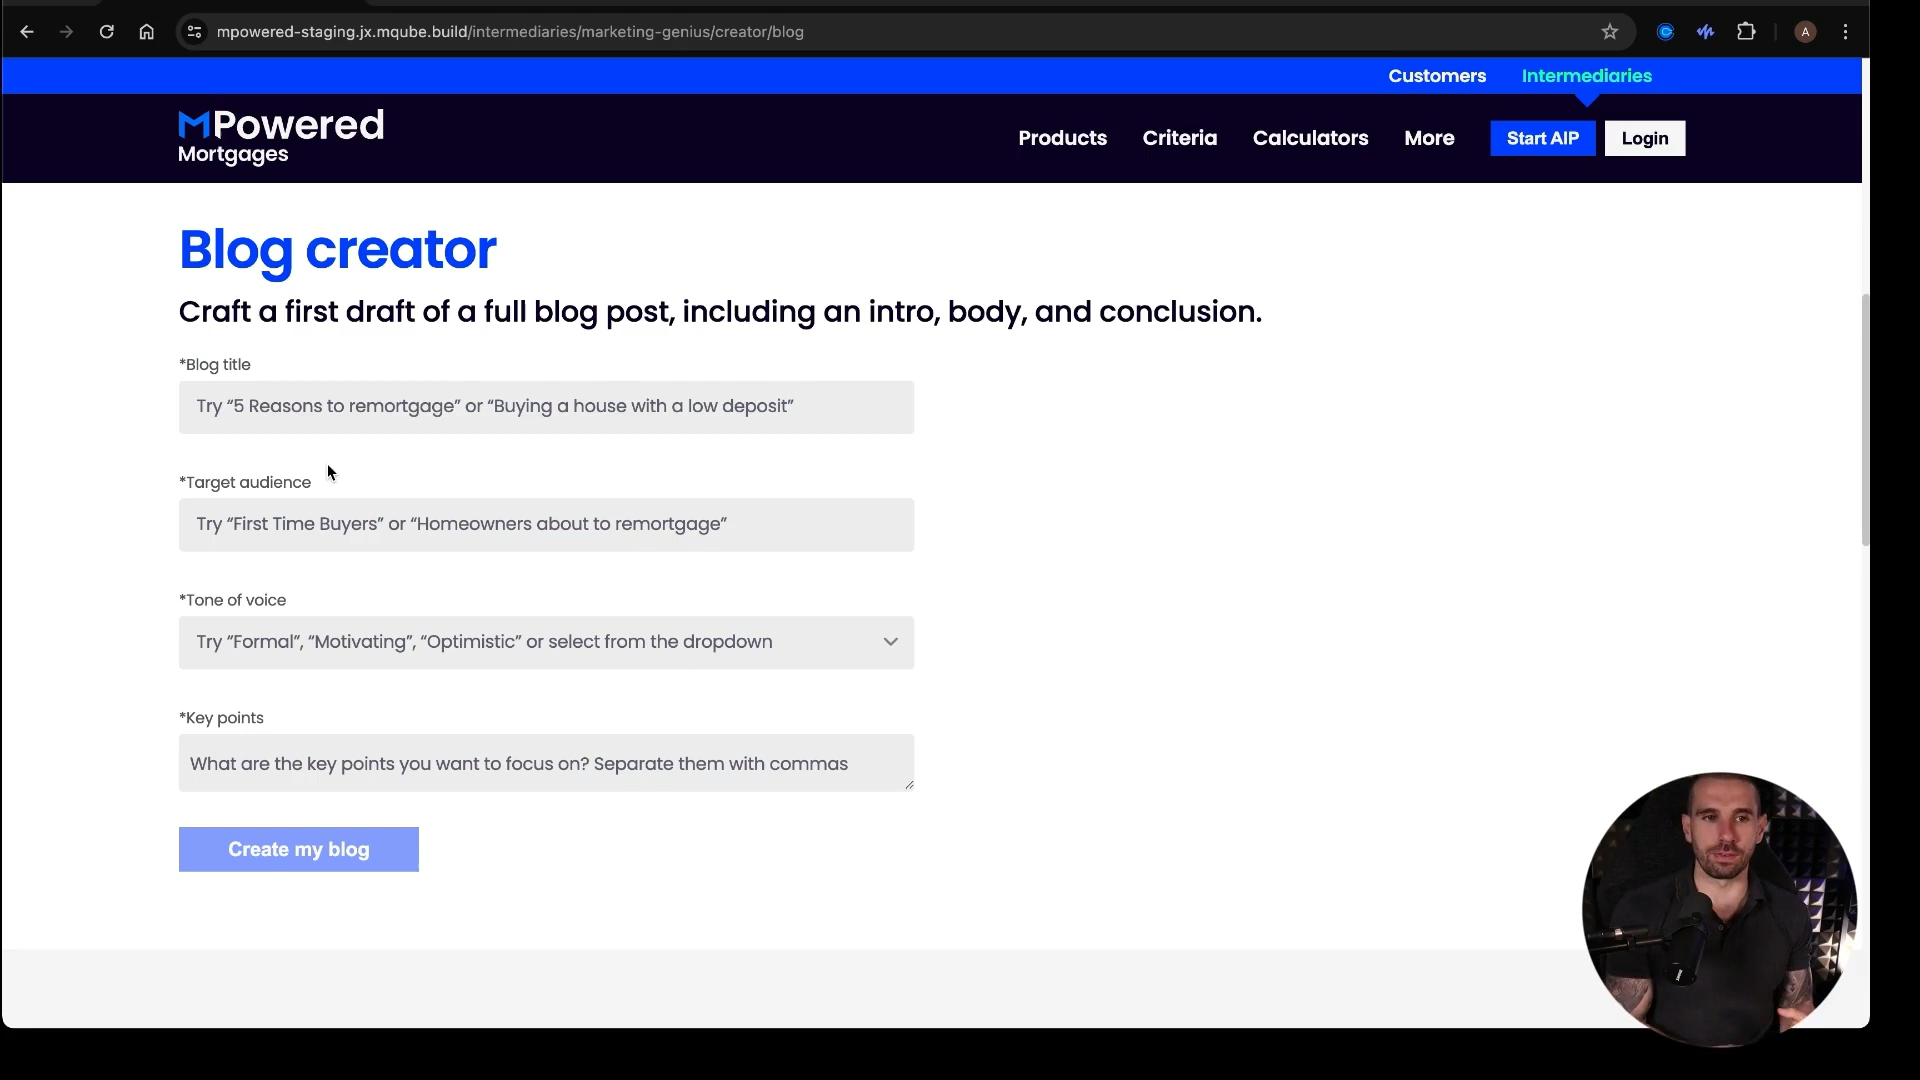 mpowered-staging.jx.mqube.build/intermediaries/marketing-genius/creator/blog
A
Customers
Intermediaries
MPowered
Mortgages
Products
Criteria
Calculators
More
Start AIP
Login
Blog creator
Craft a first draft of a full blog post, including an intro, body, and conclusion.
*Blog title
Try “5 Reasons to remortgage” or “Buying a house with a low deposit”
*Target audience
Try “First Time Buyers” or “Homeowners about to remortgage”
*Tone of voice
Try “Formal”, “Motivating”, “Optimistic” or select from the dropdown
*Key points
What are the key points you want to focus on? Separate them with commas
Create my blog